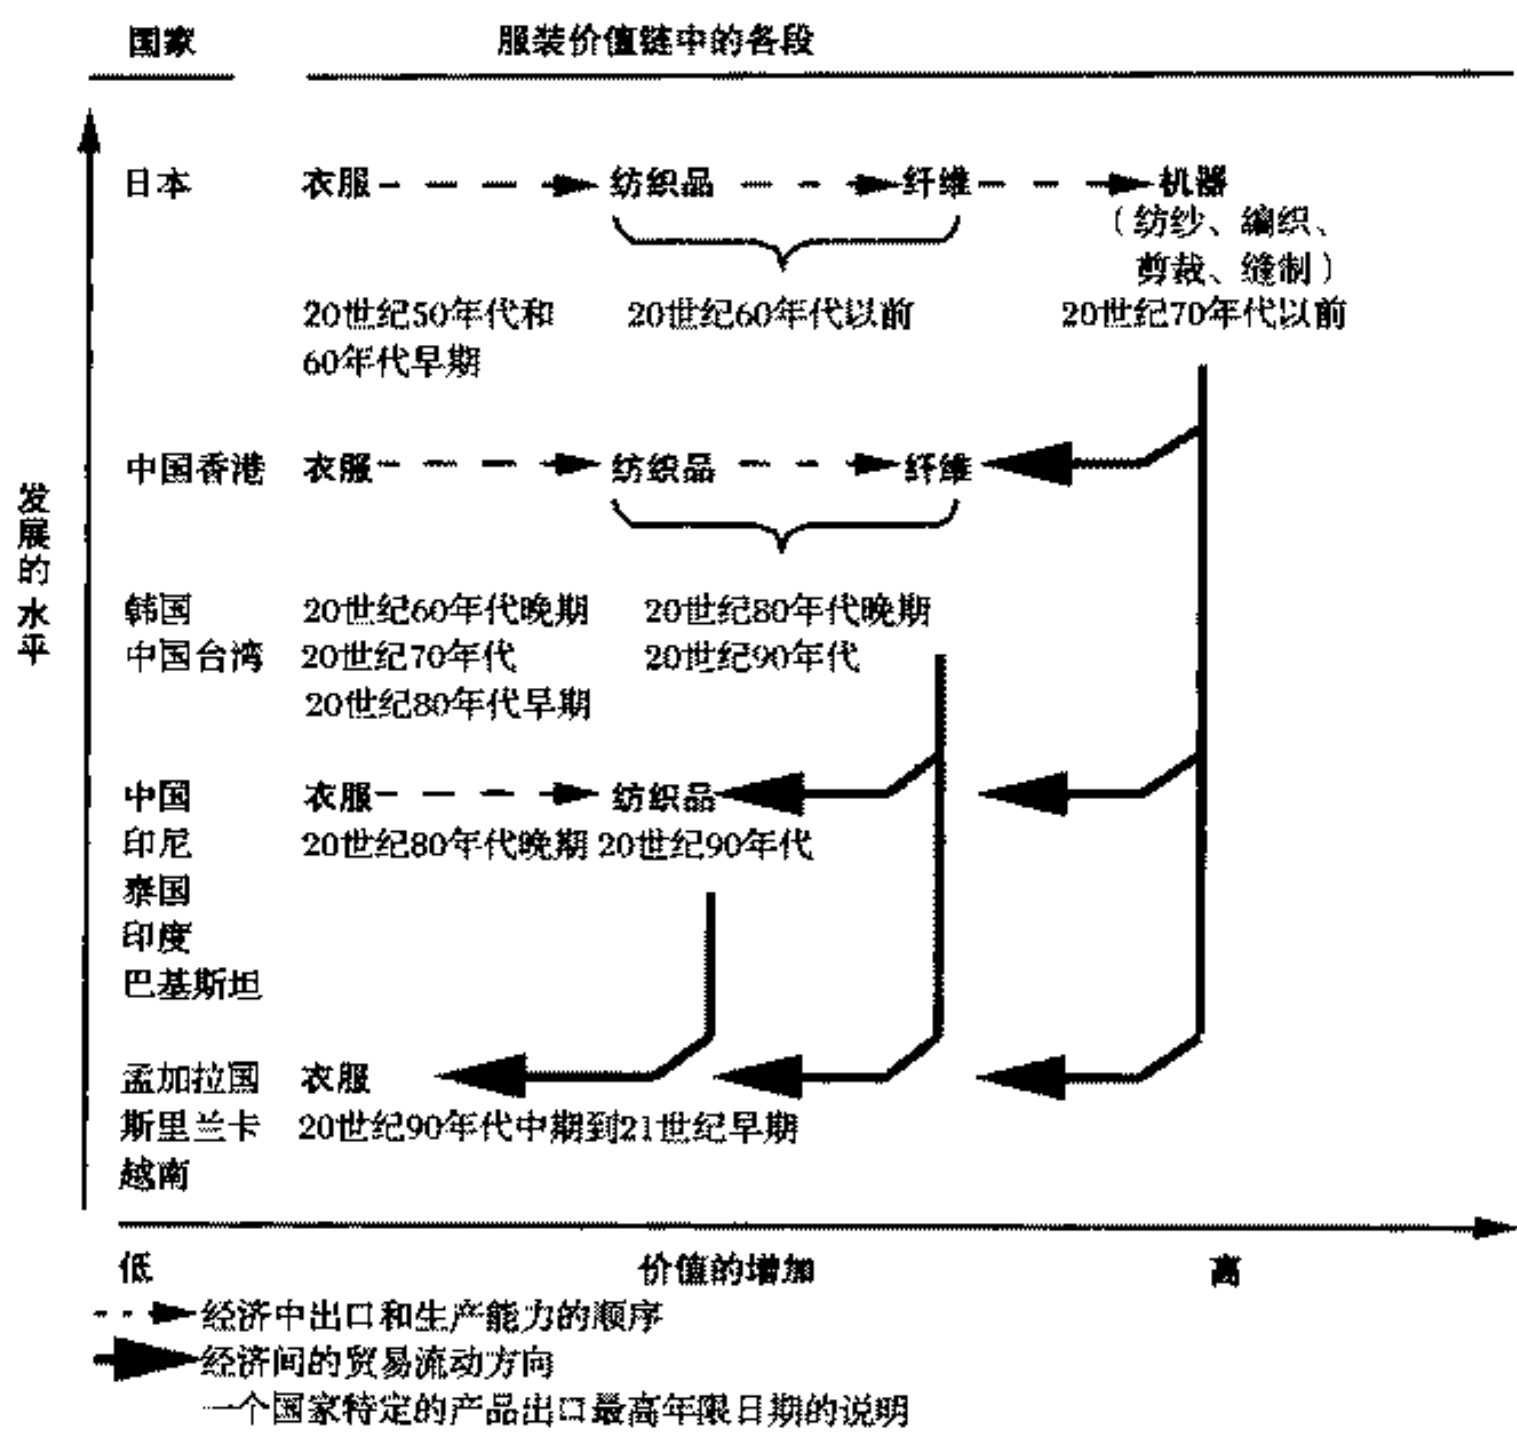 国家 服装价值链中的各段
日本 衣服 纺织品 纤维 机器
(纺纱、编织、
剪裁、缝制)
20世纪50年代和 20世纪60年代以前 20世纪70年代以前
60年代早期
中国香港 衣服 纺织品 纤维
发展的水平
韩国 20世纪60年代晚期 20世纪80年代晚期
中国台湾 20世纪70年代 20世纪90年代
20世纪80年代早期
中国 衣服 纺织品
印尼 20世纪80年代晚期 20世纪90年代
泰国
印度
巴基斯坦
孟加拉国 衣服
斯里兰卡 20世纪90年代中期到21世纪早期
越南
低 价值的增加 高
经济中出口和生产能力的顺序
经济间的贸易流动方向
一个国家特定的产品出口最高年限日期的说明